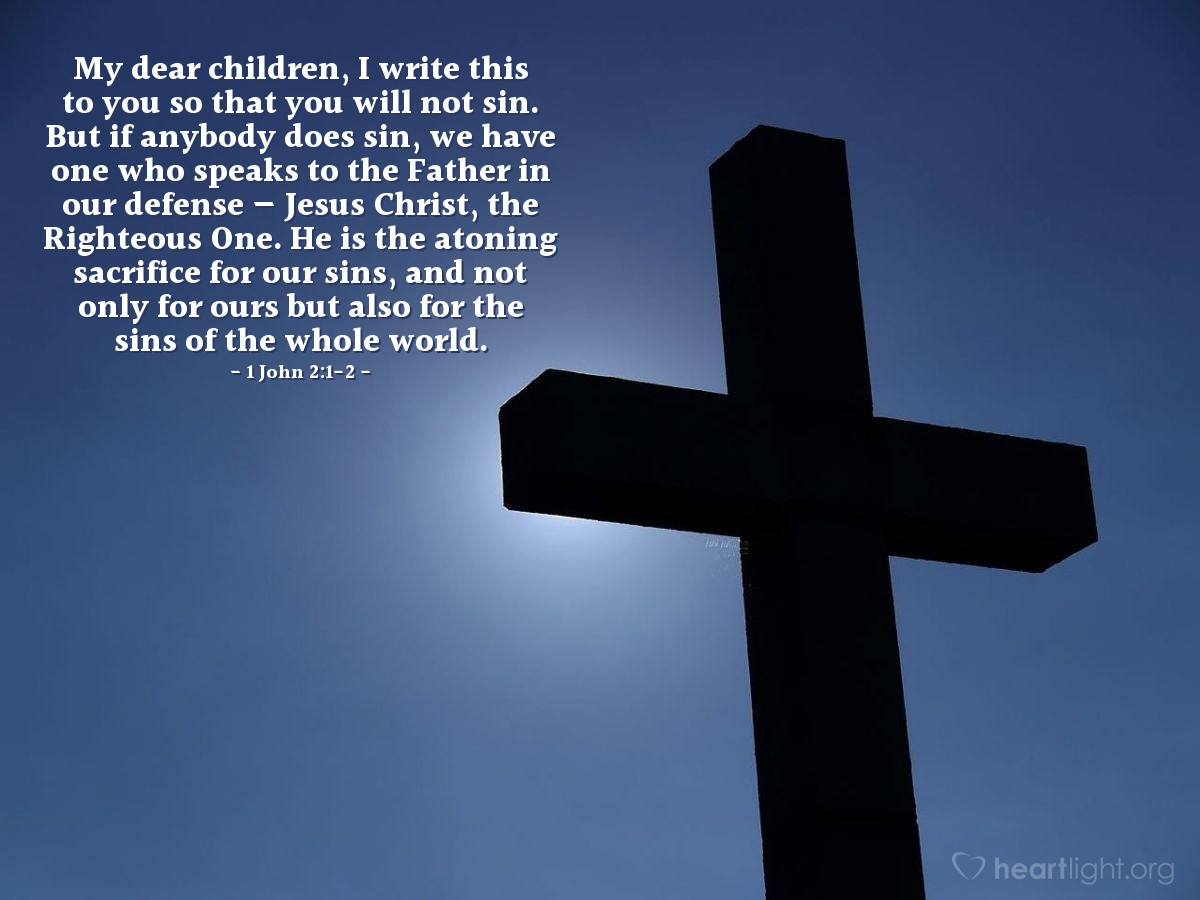 My dear children, I write this
to you so that you will not sin.
But if anybody does sin, we have
one who speaks to the Father in
our defense — Jesus Christ, the
Righteous One. He is the atoning
sacrifice for our sins, and not
only for ours but also for the
sins of the whole world.
- 1 John 2:1-2 -
heartlight.org